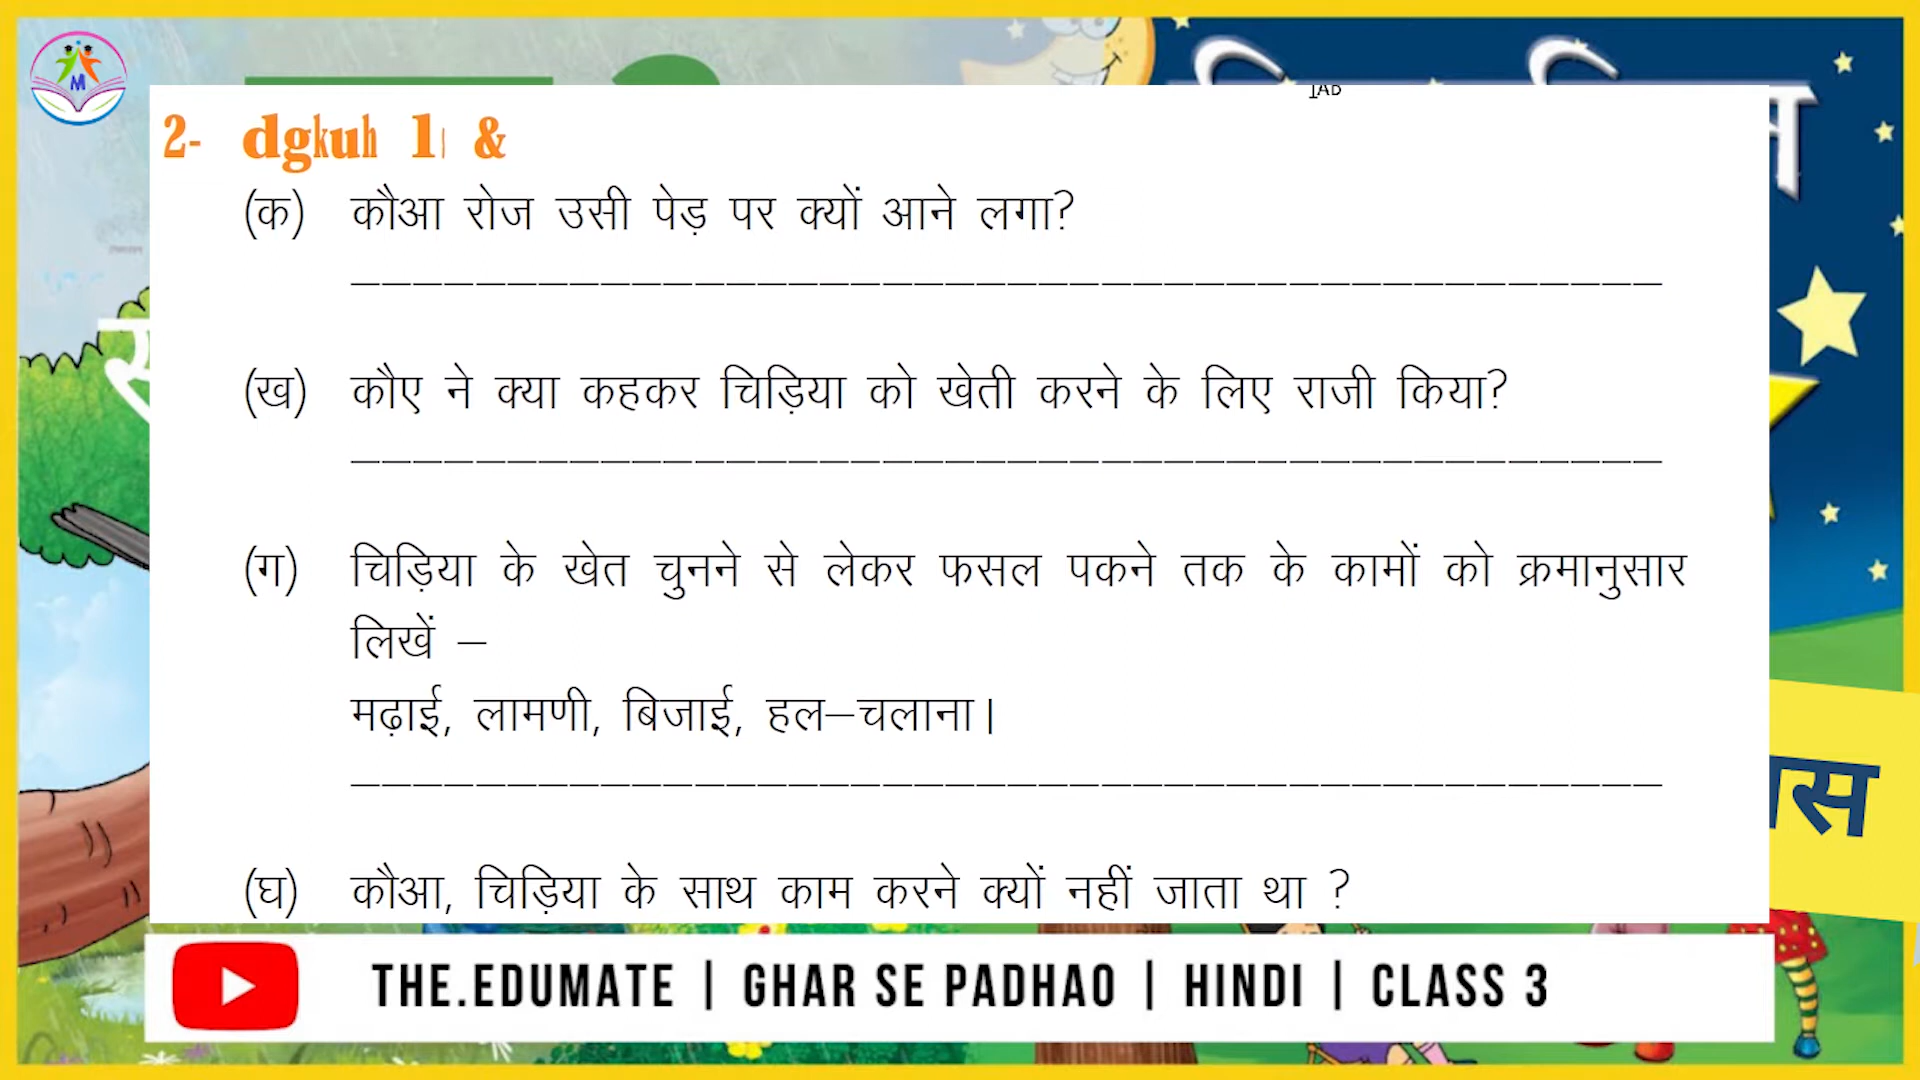 M
2- dgkuh 1
&
(क) कौआ रोज उसी पेड़ पर क्यों आने लगा?
(ख) कौए ने क्या कहकर चिड़िया को खेती करने के लिए राजी किया?
(ग) चिड़िया के खेत चुनने से लेकर फसल पकने तक के कामों को क्रमानुसार
लिखें –
मढ़ाई, लामणी, बिजाई, हल–चलाना।
(घ) कौआ, चिड़िया के साथ काम करने क्यों नहीं जाता था ?
THE.EDUMATE | GHAR SE PADHAO | HINDI | CLASS 3